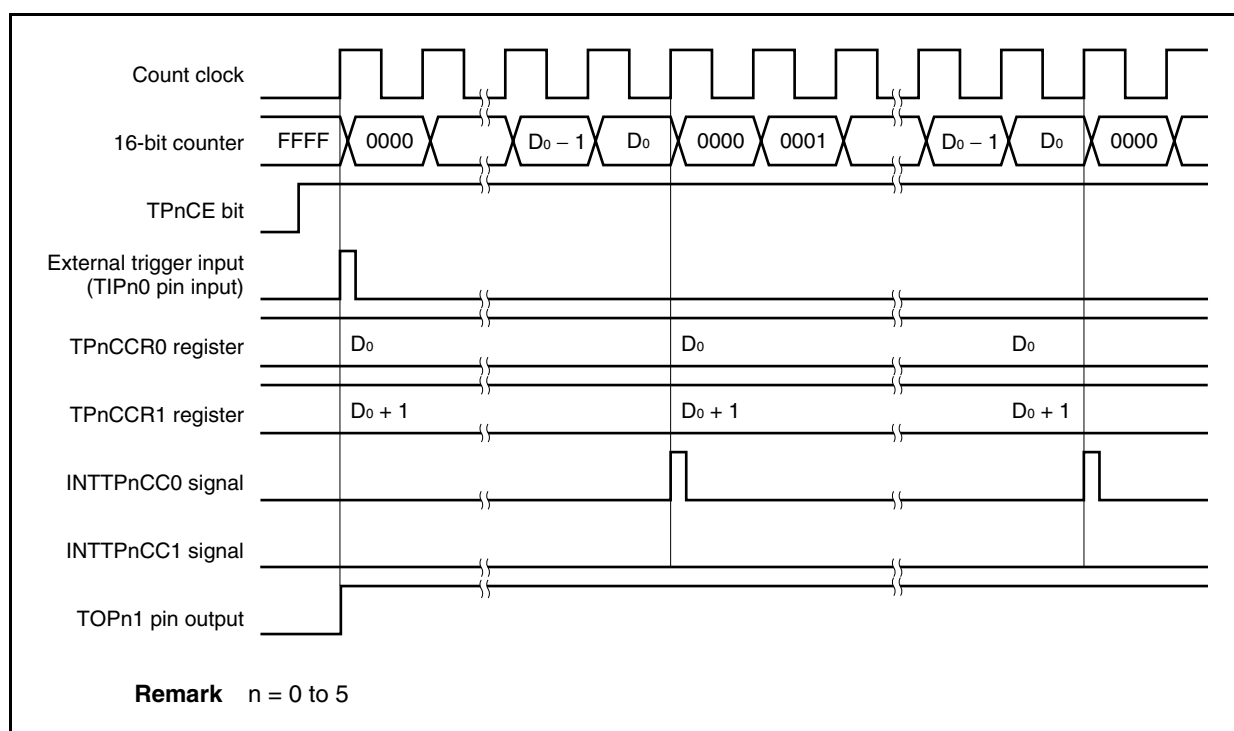 Count clock
16-bit counter FFFF 0000 D₀ − 1 D₀ 0000 0001 D₀ − 1 D₀ 0000
TPnCE bit
External trigger input
(TIPn0 pin input)
TPnCCR0 register D₀ D₀ D₀
TPnCCR1 register D₀ + 1 D₀ + 1 D₀ + 1
INTTPnCC0 signal
INTTPnCC1 signal
TOPn1 pin output
Remark n = 0 to 5